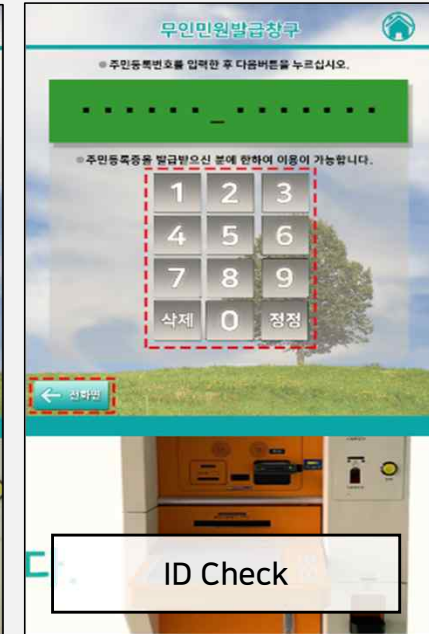 무인민원발급창구
주민등록번호를 입력한 후 다음버튼을 누르십시오.
주민등록증을 발급받으신 분에 한하여 이용이 가능합니다.
1 2 3
4 5 6
7 8 9
삭제 0 정정
← 전화면
ID Check